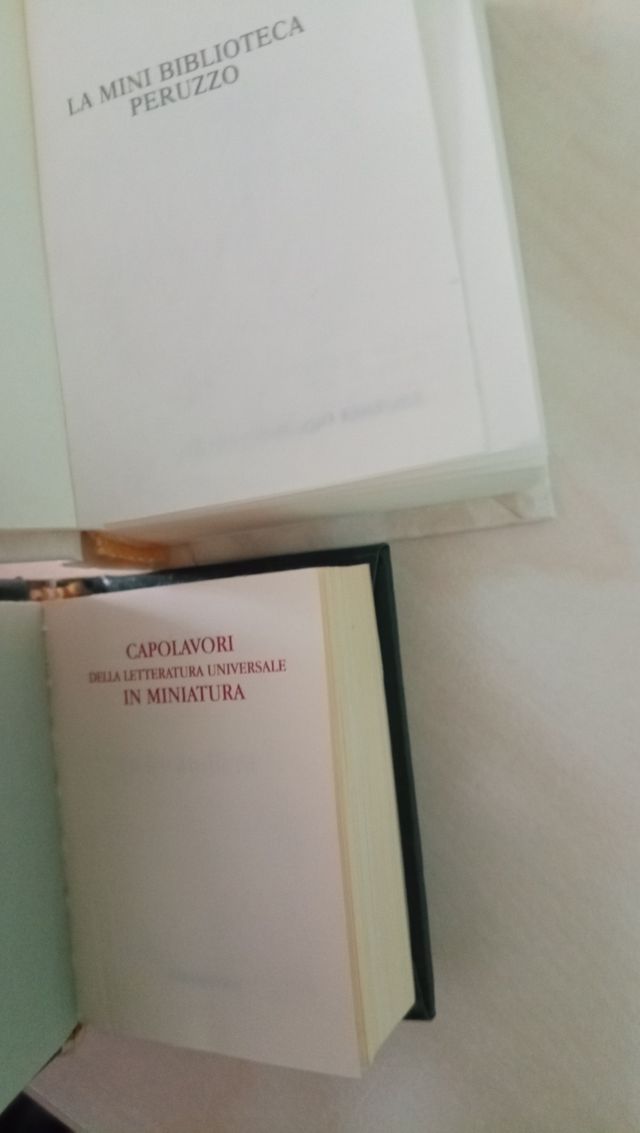 LA MINI BIBLIOTECA
PERUZZO
CAPOLAVORI
DELLA LETTERATURA UNIVERSALE
IN MINIATURA